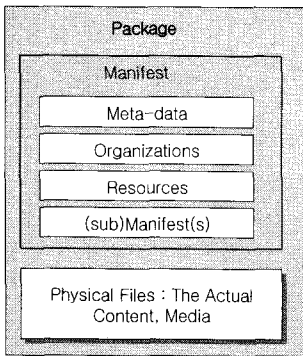 Package
Manifest
Meta-data
Organizations
Resources
(sub)Manifest(s)
Physical Files : The Actual
Content, Media